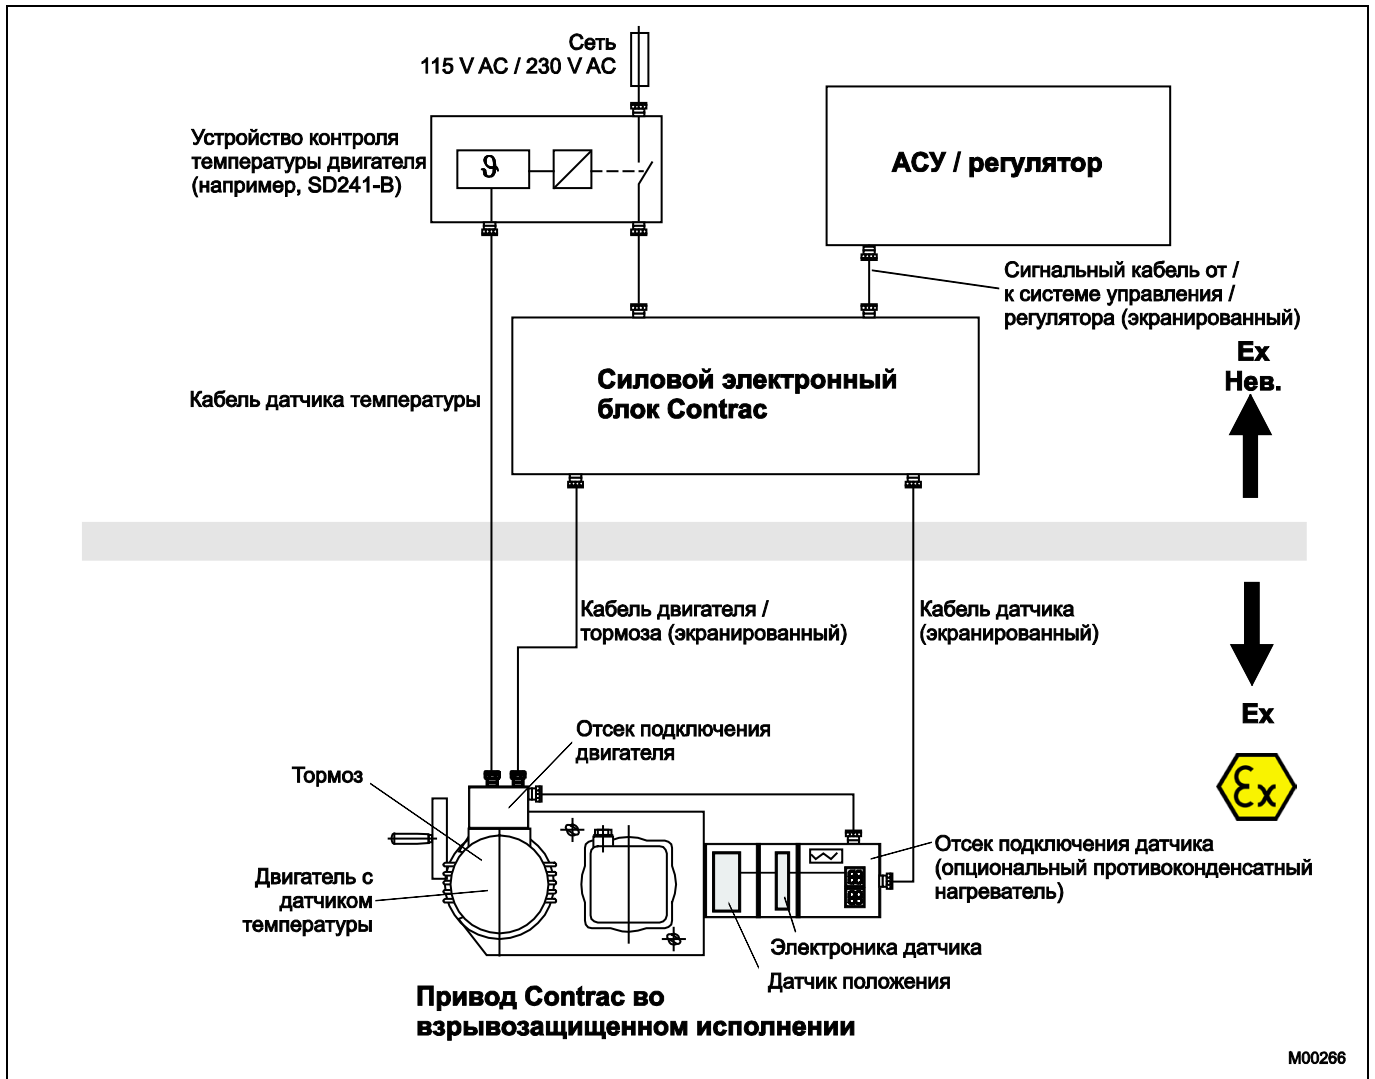 Сеть
115 V AC / 230 V AC
Устройство контроля
температуры двигателя
(например, SD241-B)
ϑ
АСУ / регулятор
Сигнальный кабель от /
к системе управления /
регулятора (экранированный)
Ex
Нев.
Силовой электронный
блок Contrac
Кабель датчика температуры
Кабель двигателя /
тормоза (экранированный)
Кабель датчика
(экранированный)
Ex
Отсек подключения
двигателя
Тормоз
Ex
Отсек подключения датчика
(опциональный противоконденсатный
нагреватель)
Двигатель с
датчиком
температуры
Электроника датчика
Датчик положения
Привод Contrac во
взрывозащищенном исполнении
M00266